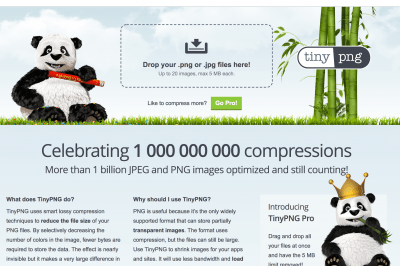 Drop your .png or .jpg files here!
Up to 20 images, max 5 MB each.
tiny png
Like to compress more? Go Pro!
Celebrating 1 000 000 000 compressions
More than 1 billion JPEG and PNG images optimized and still counting!
What does TinyPNG do?
TinyPNG uses smart lossy compression
techniques to reduce the file size of your
PNG files. By selectively decreasing the
number of colors in the image, fewer bytes are
required to store the data. The effect is nearly
invisible but it makes a very large difference in
Why should I use TinyPNG?
PNG is useful because it's the only widely
supported format that can store partially
transparent images. The format uses
compression, but the files can still be large.
Use TinyPNG to shrink images for your apps
and sites. It will use less bandwidth and load
Introducing
TinyPNG Pro
Drag and drop all
your files at once
and have the 5 MB
limit removed!